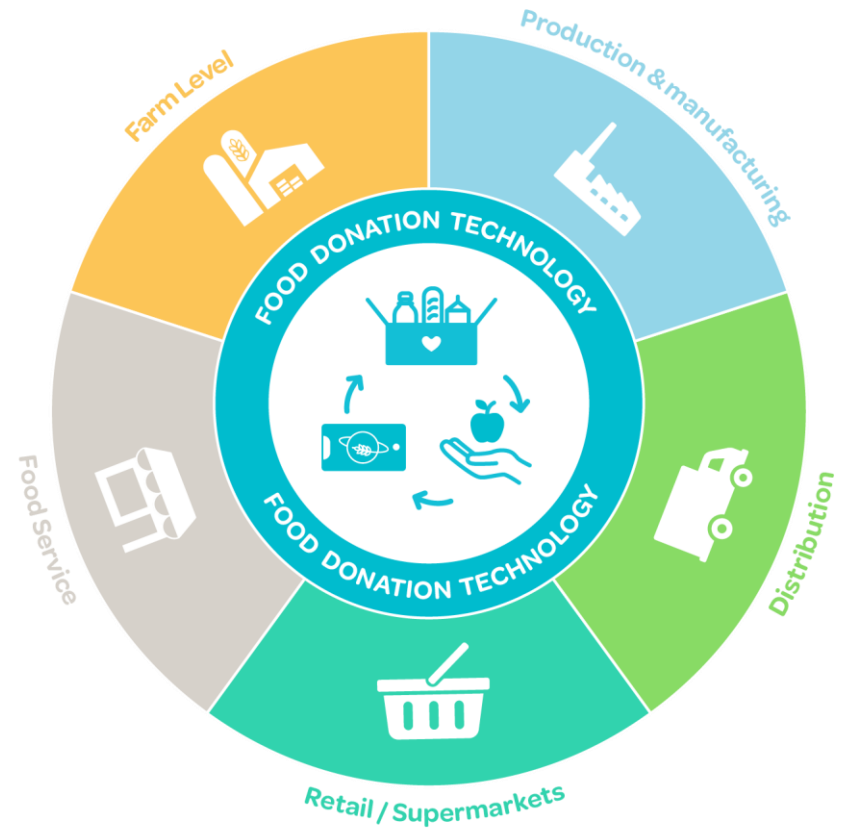 Farm Level
Production & manufacturing
FOOD DONATION TECHNOLOGY
FOOD DONATION TECHNOLOGY
Food Service
Distribution
Retail / Supermarkets